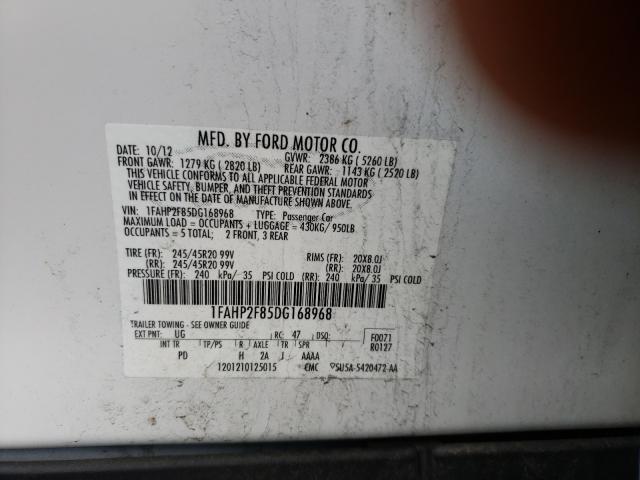 MFD. BY FORD MOTOR CO.
DATE: 10/12 GVWR: 2386 KG ( 5260 LB)
FRONT GAWR: 1279 KG ( 2820 LB) REAR GAWR: 1143 KG ( 2520 LB)
THIS VEHICLE CONFORMS TO ALL APPLICABLE FEDERAL MOTOR
VEHICLE SAFETY, BUMPER, AND THEFT PREVENTION STANDARDS
IN EFFECT ON THE DATE OF MANUFACTURE SHOWN ABOVE.
VIN: 1FAHP2F85DG168968 TYPE: Passenger Car
MAXIMUM LOAD = OCCUPANTS + LUGGAGE = 430KG/ 950LB
OCCUPANTS = 5 TOTAL; 2 FRONT, 3 REAR
TIRE (FR): 245/45R20 99V RIMS (FR): 20X8.0J
(RR): 245/45R20 99V (RR): 20X8.0J
PRESSURE (FR): 240 kPa/ 35 PSI COLD (RR): 240 kPa/ 35 PSI COLD
1FAHP2F85DG168968
TRAILER TOWING - SEE OWNER GUIDE
EXT PNT: UG RC: 47 DSO: F0071
INT TR TP/PS R AXLE TR SPR R0127
PD H 2A J AAAA
1201210125015 CMC 5U5A-5420472-AA